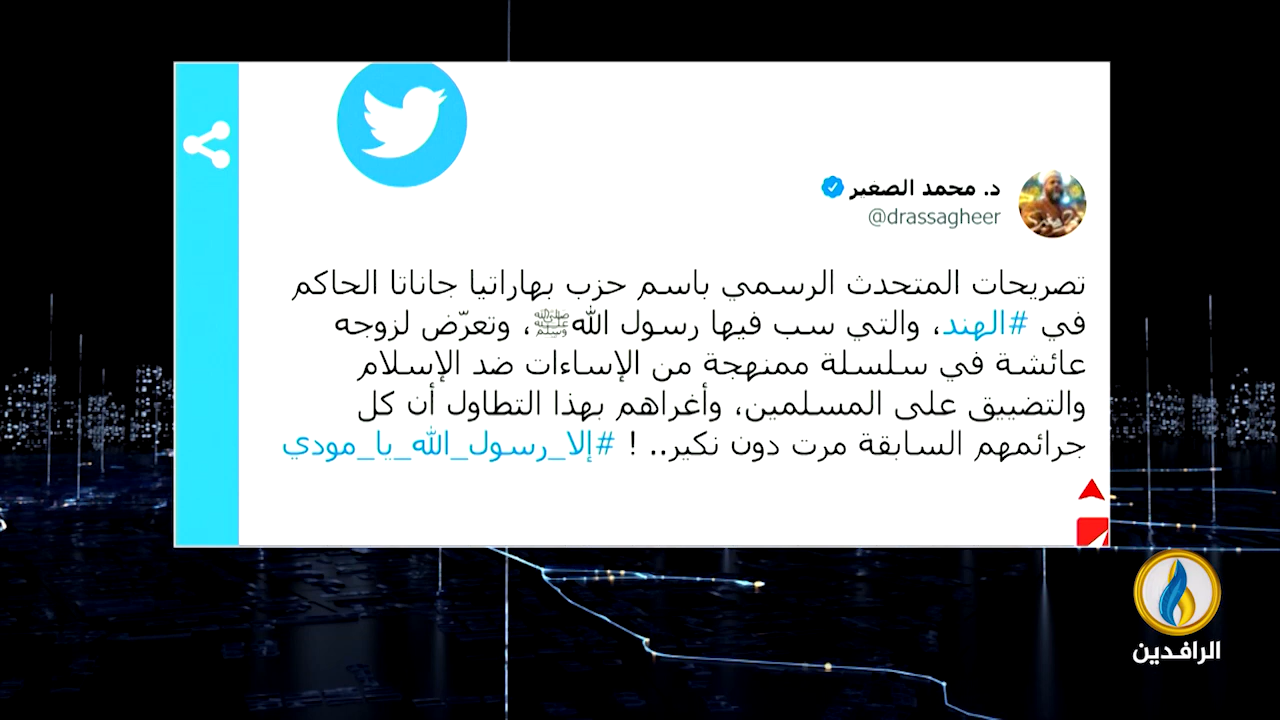 د. محمد الصغير
@drassagheer
تصريحات المتحدث الرسمي باسم حزب بهاراتيا جاناتا الحاكم
في #الهند، والتي سب فيها رسول الله ﷺ، وتعرّض لزوجه
عائشة في سلسلة ممنهجة من الإساءات ضد الإسلام
والتضييق على المسلمين، وأغراهم بهذا التطاول أن كل
جرائمهم السابقة مرت دون نكير.. ! #إلا_رسول_الله_يا_مودي
الرافدين